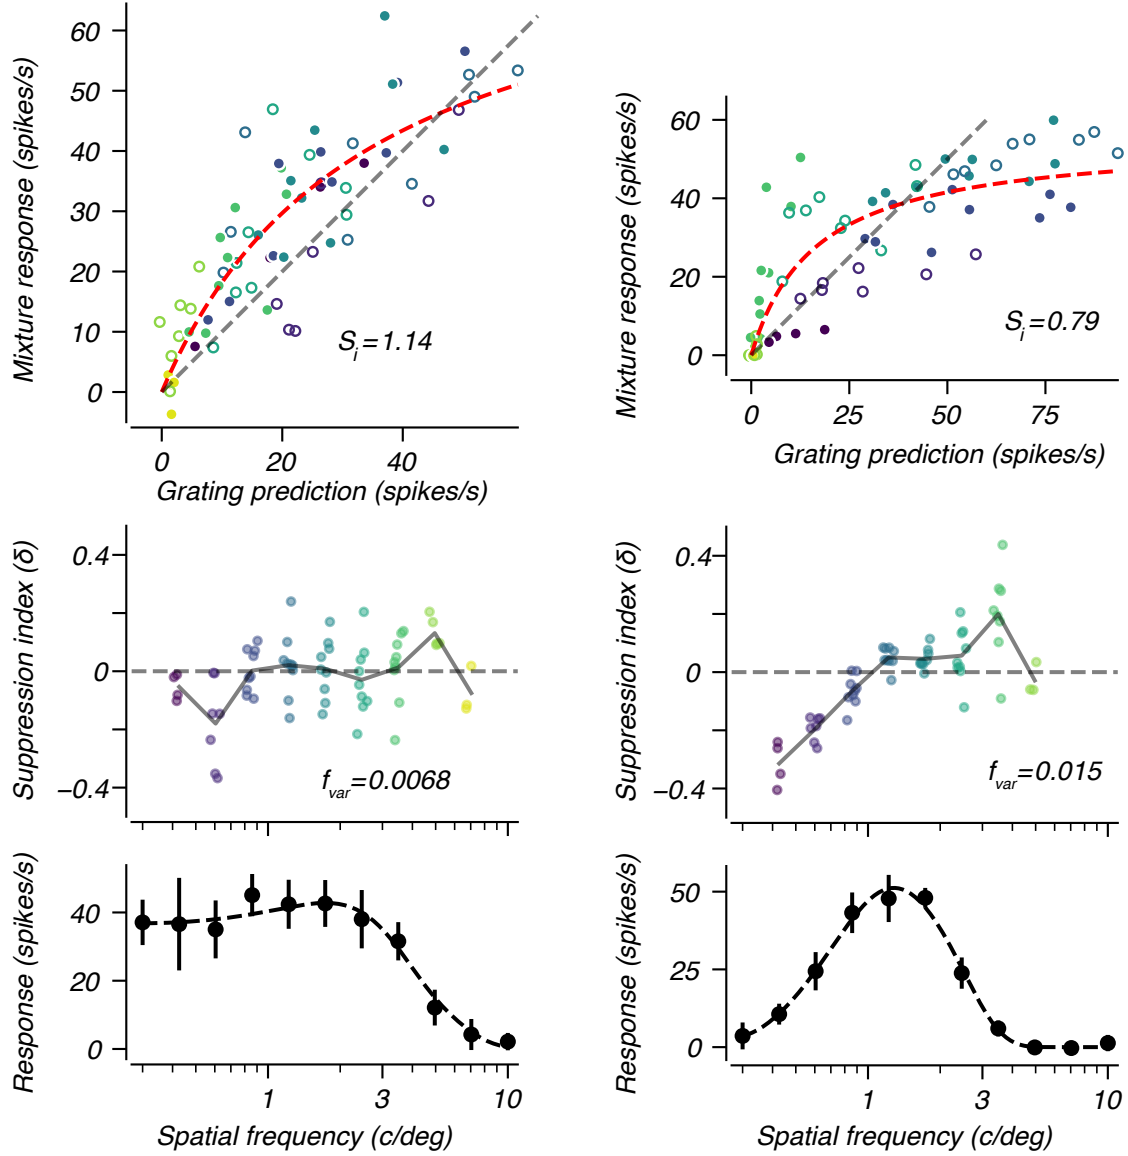 Mixture response (spikes/s)
60
50
40
30
20
10
0
S_i=1.14
0 20 40
Grating prediction (spikes/s)
Mixture response (spikes/s)
60
40
20
0
S_i=0.79
0 25 50 75
Grating prediction (spikes/s)
Suppression index (δ)
0.4
0
−0.4
f_var=0.0068
Suppression index (δ)
0.4
0
−0.4
f_var=0.015
Response (spikes/s)
40
20
0
1 3 10
Spatial frequency (c/deg)
Response (spikes/s)
50
25
0
1 3 10
Spatial frequency (c/deg)